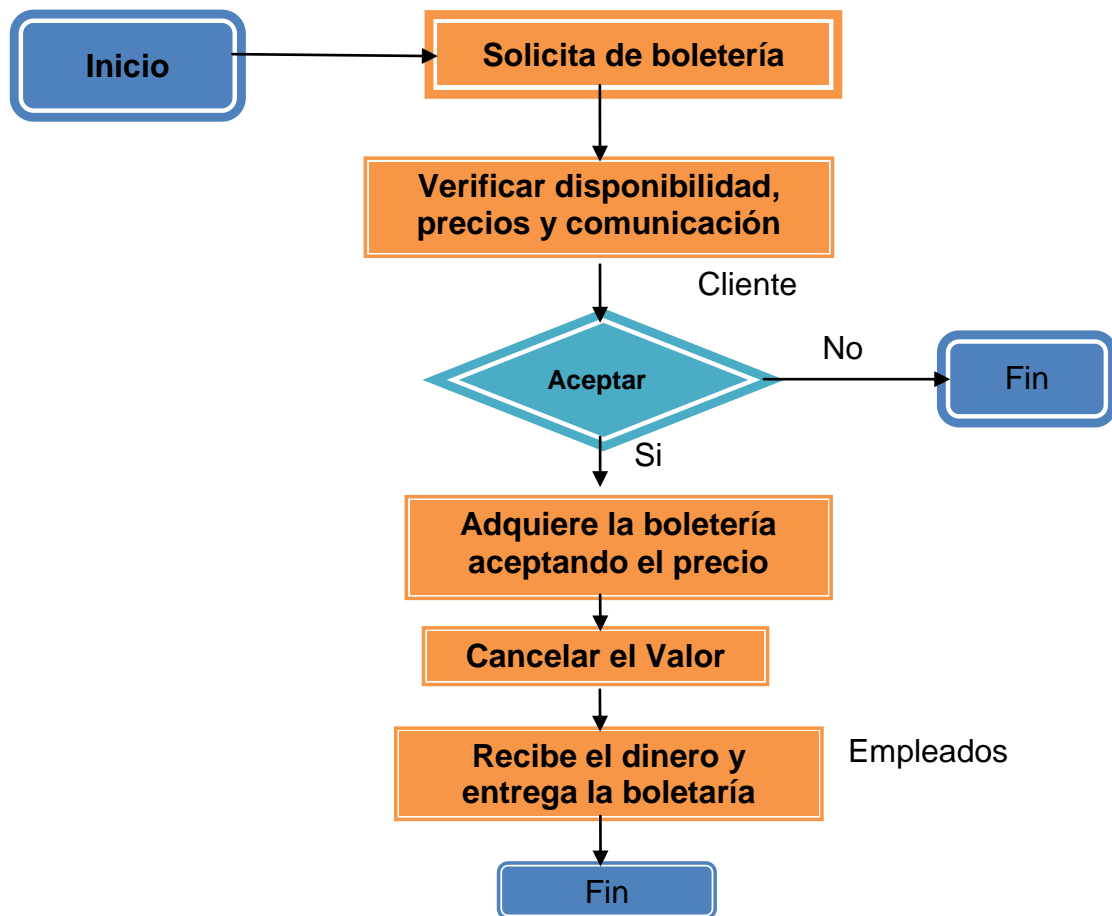 Inicio
Solicita de boletería
Verificar disponibilidad,
precios y comunicación
Cliente
Aceptar
No
Fin
Si
Adquiere la boletería
aceptando el precio
Cancelar el Valor
Recibe el dinero y
entrega la boletaría
Empleados
Fin